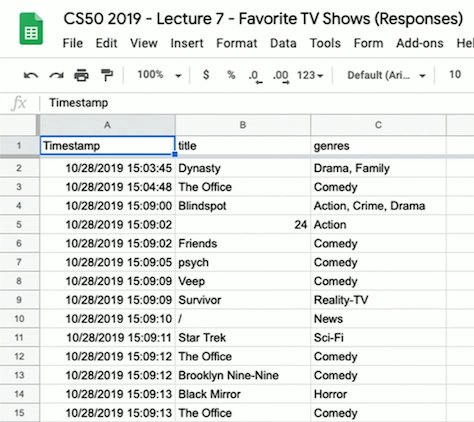 CS50 2019 - Lecture 7 - Favorite TV Shows (Responses)
File Edit View Insert Format Data Tools Form Add-ons
100% $ % .0 .00 123 Default (Ari... 10
fx Timestamp
A B C
1 Timestamp title genres
2 10/28/2019 15:03:45 Dynasty Drama, Family
3 10/28/2019 15:04:48 The Office Comedy
4 10/28/2019 15:09:00 Blindspot Action, Crime, Drama
5 10/28/2019 15:09:02 24 Action
6 10/28/2019 15:09:02 Friends Comedy
7 10/28/2019 15:09:05 psych Comedy
8 10/28/2019 15:09:09 Veep Comedy
9 10/28/2019 15:09:09 Survivor Reality-TV
10 10/28/2019 15:09:10 / News
11 10/28/2019 15:09:11 Star Trek Sci-Fi
12 10/28/2019 15:09:12 The Office Comedy
13 10/28/2019 15:09:12 Brooklyn Nine-Nine Comedy
14 10/28/2019 15:09:13 Black Mirror Horror
15 10/28/2019 15:09:13 The Office Comedy